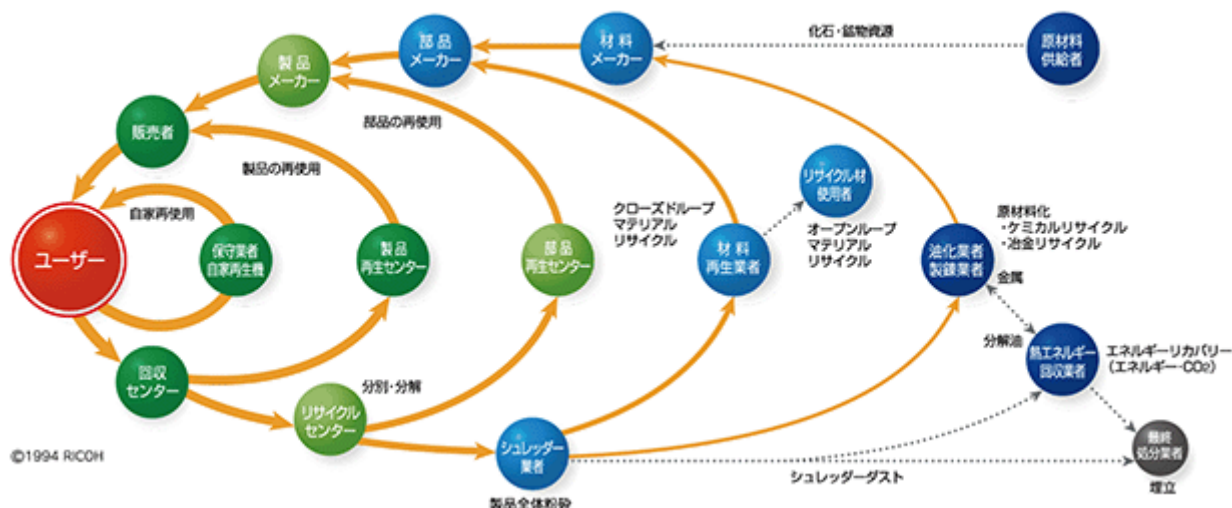 化石・鉱物資源
原材料
供給者
材料
メーカー
部品
メーカー
製品
メーカー
販売者
部品の再使用
製品の再使用
自家再使用
ユーザー
保守業者
自家再生機
製品
再生センター
部品
再生センター
クローズドループ
マテリアル
リサイクル
材料
再生業者
リサイクル材
使用者
オープンループ
マテリアル
リサイクル
油化業者
製錬業者
原材料化
・ケミカルリサイクル
・冶金リサイクル
金属
分解油
熱エネルギー
回収業者
エネルギーリカバリー
(エネルギー・CO2)
回収
センター
分別・分解
リサイクル
センター
シュレッダー
業者
製品全体粉砕
シュレッダーダスト
最終
処分業者
埋立
©1994 RICOH